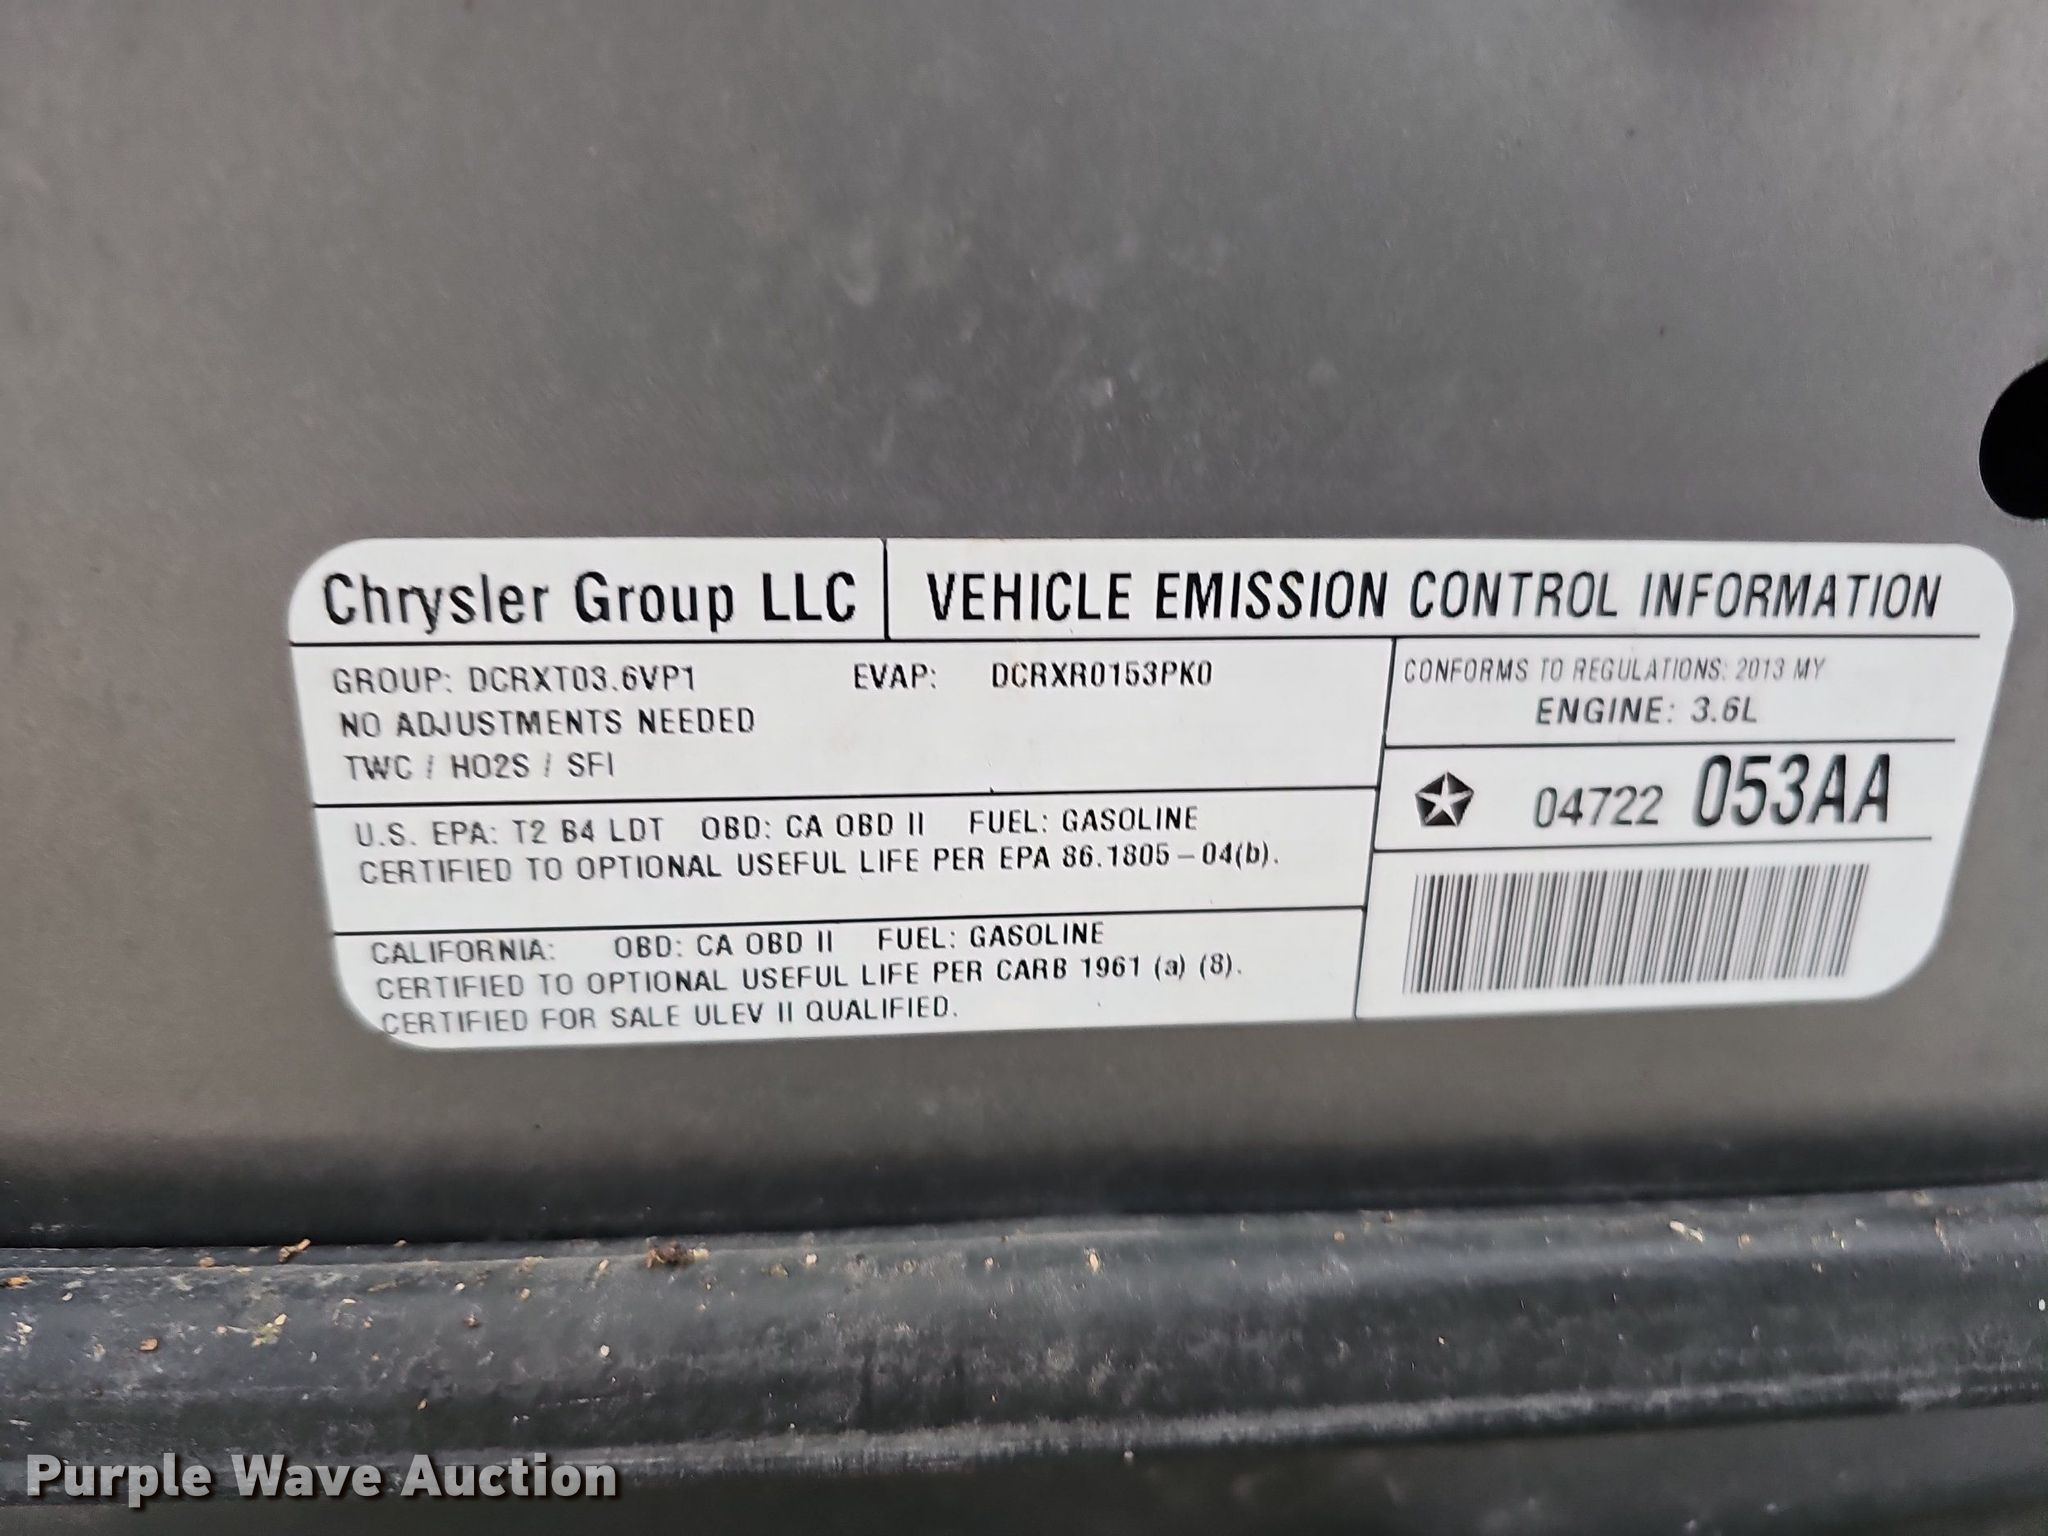 Chrysler Group LLC
VEHICLE EMISSION CONTROL INFORMATION
GROUP: DCRXT03.6VP1 EVAP: DCRXR0153PK0
NO ADJUSTMENTS NEEDED
TWC / HO2S / SFI
CONFORMS TO REGULATIONS: 2013 MY
ENGINE: 3.6L
04722 053AA
U.S. EPA: T2 B4 LDT OBD: CA OBD II FUEL: GASOLINE
CERTIFIED TO OPTIONAL USEFUL LIFE PER EPA 86.1805-04(b).
CALIFORNIA: OBD: CA OBD II FUEL: GASOLINE
CERTIFIED TO OPTIONAL USEFUL LIFE PER CARB 1961 (a) (8).
CERTIFIED FOR SALE ULEV II QUALIFIED.
Purple Wave Auction